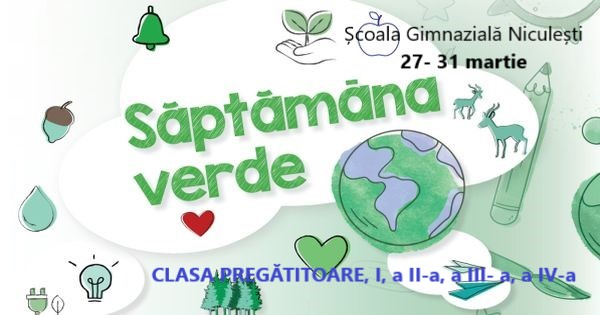 Școala Gimnazială Niculești
27- 31 martie
Săptămâna
verde
CLASA PREGĂTITOARE, I, a II-a, a III- a, a IV-a